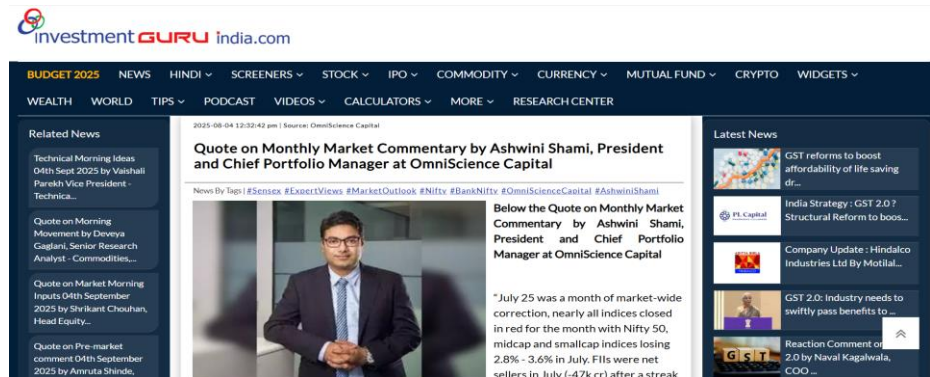 investment GURU india.com
BUDGET 2025 NEWS HINDI SCREENERS STOCK IPO COMMODITY CURRENCY MUTUAL FUND CRYPTO WIDGETS
WEALTH WORLD TIPS PODCAST VIDEOS CALCULATORS MORE RESEARCH CENTER
Related News
Technical Morning Ideas
04th Sept 2025 by Vaishali
Parekh Vice President -
Technica...
Quote on Morning
Movement by Deveya
Gaglani, Senior Research
Analyst - Commodities,...
Quote on Market Morning
Inputs 04th September
2025 by Shrikant Chouhan,
Head Equity...
Quote on Pre-market
comment 04th September
2025 by Amruta Shinde,
2025-08-04 12:32:42 pm | Source: OmniScience Capital
Quote on Monthly Market Commentary by Ashwini Shami, President
and Chief Portfolio Manager at OmniScience Capital
News By Tags | #Sensex #ExpertViews #MarketOutlook #Nifty #BankNifty #OmniScienceCapital #AshwiniShami
Below the Quote on Monthly Market
Commentary by Ashwini Shami,
President and Chief Portfolio
Manager at OmniScience Capital
"July 25 was a month of market-wide
correction, nearly all indices closed
in red for the month with Nifty 50,
midcap and smallcap indices losing
2.8% - 3.6% in July. FIIs were net
sellers in July (-47k cr) after a streak
Latest News
GST reforms to boost
affordability of life saving
dr...
PL Capital
India Strategy : GST 2.0 ?
Structural Reform to boos...
Company Update : Hindalco
Industries Ltd By Motilal...
GST 2.0: Industry needs to
swiftly pass benefits to ...
GST
Reaction Comment on
2.0 by Naval Kagalwala,
COO ...